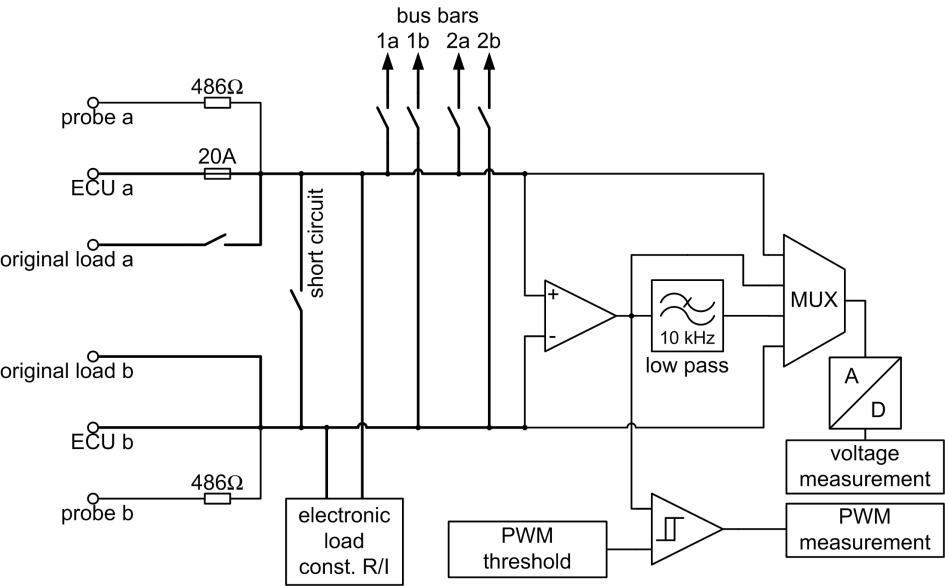 bus bars
1a 1b 2a 2b
486Ω
probe a
20A
ECU a
short circuit
original load a
+
MUX
-
10 kHz
low pass
original load b
A
D
ECU b
voltage
measurement
486Ω
probe b
electronic
load
const. R/I
PWM
threshold
PWM
measurement